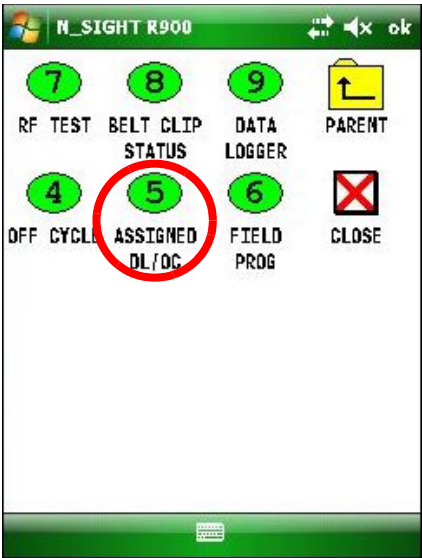 N_SIGHT R900
ok
7
8
9
RF TEST
BELT CLIP
STATUS
DATA
LOGGER
PARENT
4
5
6
OFF CYCLE
ASSIGNED
DL/OC
FIELD
PROG
CLOSE